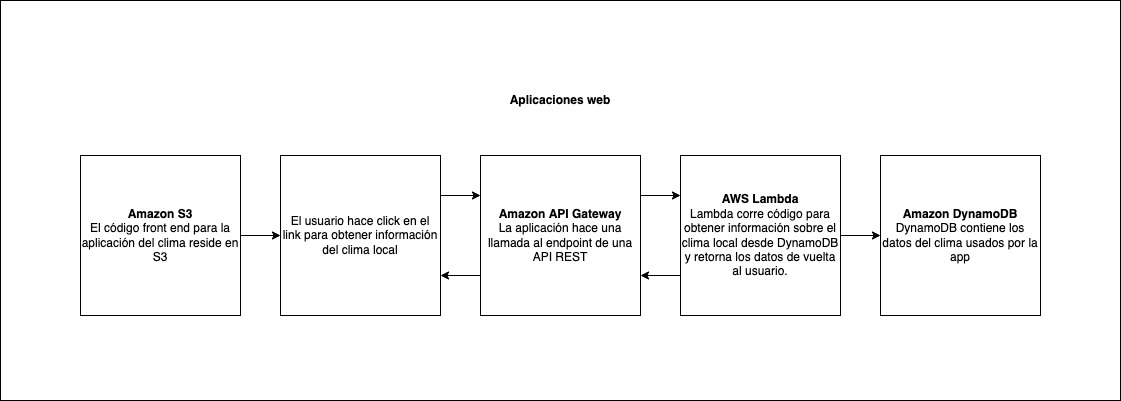 Aplicaciones web
Amazon S3
El código front end para la
aplicación del clima reside en
S3
El usuario hace click en el
link para obtener información
del clima local
Amazon API Gateway
La aplicación hace una
llamada al endpoint de una
API REST
AWS Lambda
Lambda corre código para
obtener información sobre el
clima local desde DynamoDB
y retorna los datos de vuelta
al usuario.
Amazon DynamoDB
DynamoDB contiene los
datos del clima usados por la
app